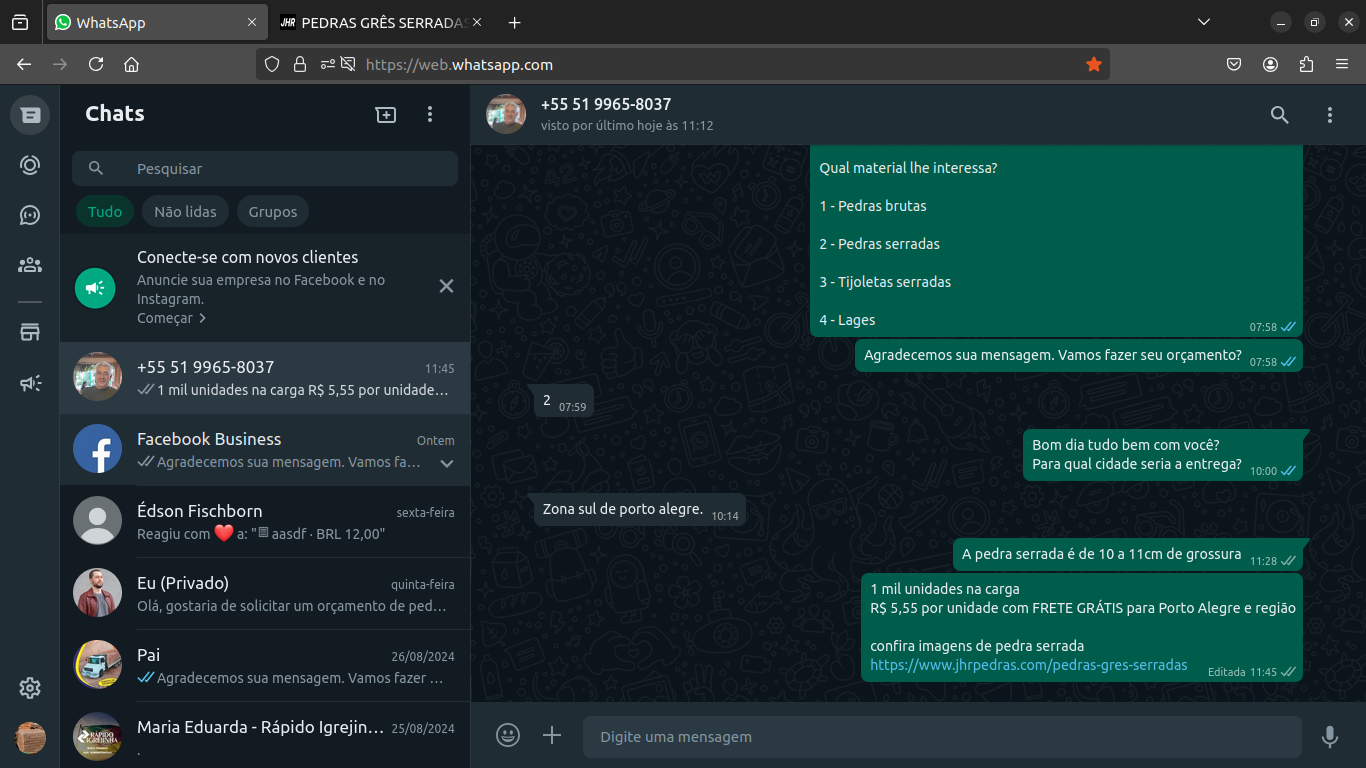 WhatsApp
JHR PEDRAS GRÊS SERRADAS
https://web.whatsapp.com
Chats
Pesquisar
Tudo
Não lidas
Grupos
Conecte-se com novos clientes
Anuncie sua empresa no Facebook e no
Instagram.
Começar
+55 51 9965-8037
11:45
1 mil unidades na carga R$ 5,55 por unidade…
Facebook Business
Ontem
Agradecemos sua mensagem. Vamos fa…
Édson Fischborn
sexta-feira
Reagiu com ❤️ a: "aasdf · BRL 12,00"
Eu (Privado)
quinta-feira
Olá, gostaria de solicitar um orçamento de ped…
Pai
26/08/2024
Agradecemos sua mensagem. Vamos fazer …
Maria Eduarda - Rápido Igrejin…
25/08/2024
.
RÁPIDO
IGREJINHA
+55 51 9965-8037
visto por último hoje às 11:12
Qual material lhe interessa?
1 - Pedras brutas
2 - Pedras serradas
3 - Tijoletas serradas
4 - Lages
07:58
Agradecemos sua mensagem. Vamos fazer seu orçamento? 07:58
2 07:59
Bom dia tudo bem com você?
Para qual cidade seria a entrega? 10:00
Zona sul de porto alegre. 10:14
A pedra serrada é de 10 a 11cm de grossura 11:28
1 mil unidades na carga
R$ 5,55 por unidade com FRETE GRÁTIS para Porto Alegre e região
confira imagens de pedra serrada
https://www.jhrpedras.com/pedras-gres-serradas
Editada 11:45
Digite uma mensagem